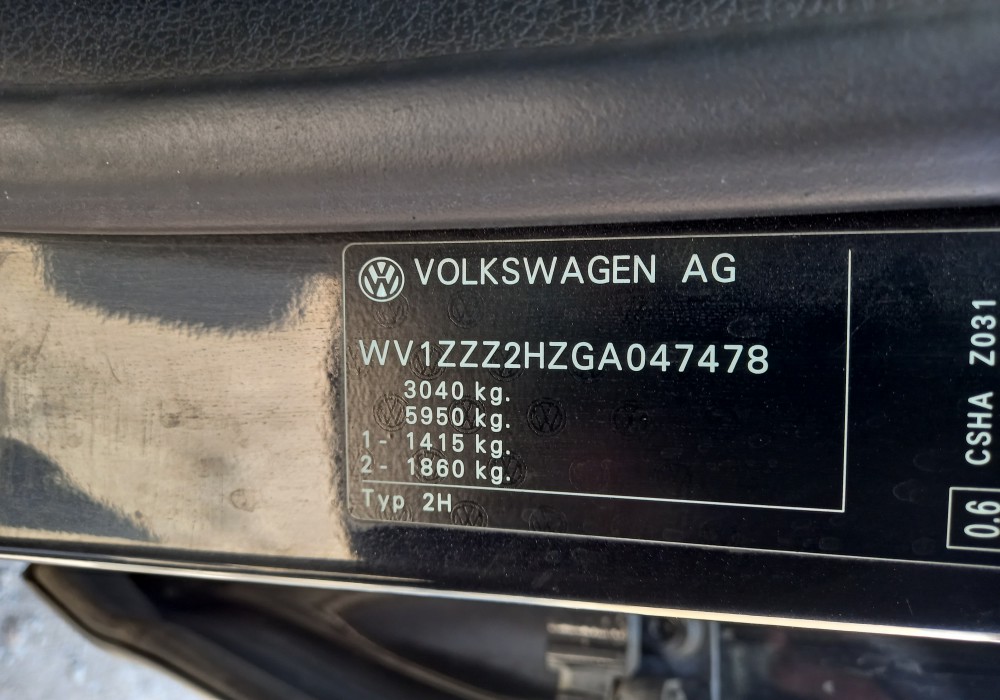 VOLKSWAGEN AG
WV1ZZZ2HZGA047478
3040 kg.
5950 kg.
1- 1415 kg.
2- 1860 kg.
Typ 2H
CSHA Z031
0,6